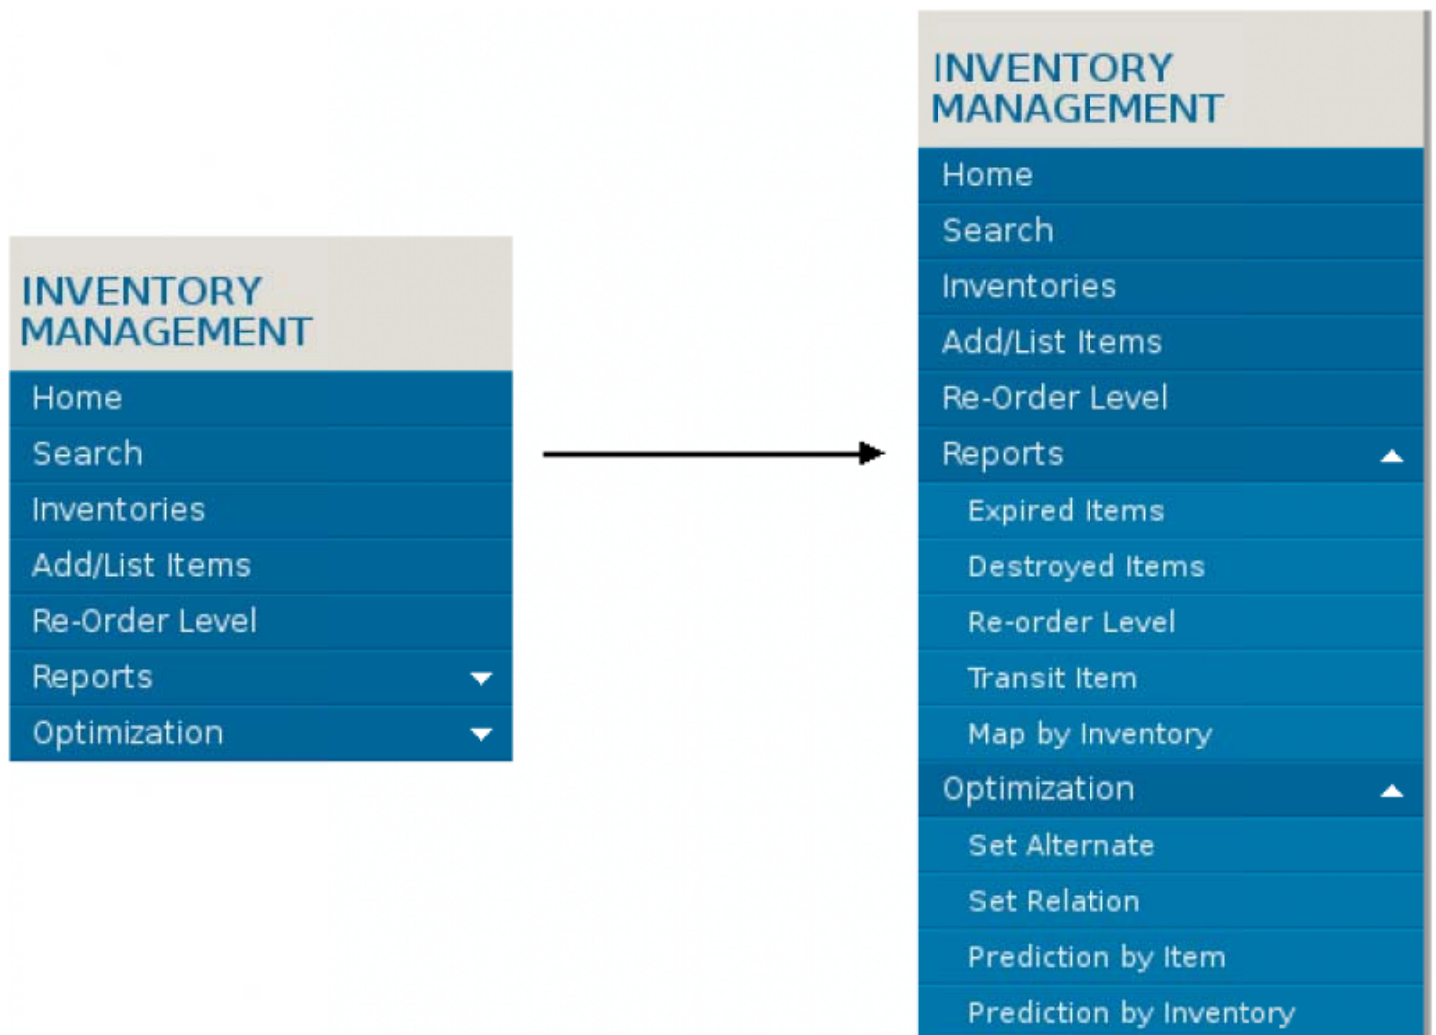 INVENTORY
MANAGEMENT
Home
Search
Inventories
Add/List Items
Re-Order Level
Reports
Optimization
INVENTORY
MANAGEMENT
Home
Search
Inventories
Add/List Items
Re-Order Level
Reports
Expired Items
Destroyed Items
Re-order Level
Transit Item
Map by Inventory
Optimization
Set Alternate
Set Relation
Prediction by Item
Prediction by Inventory